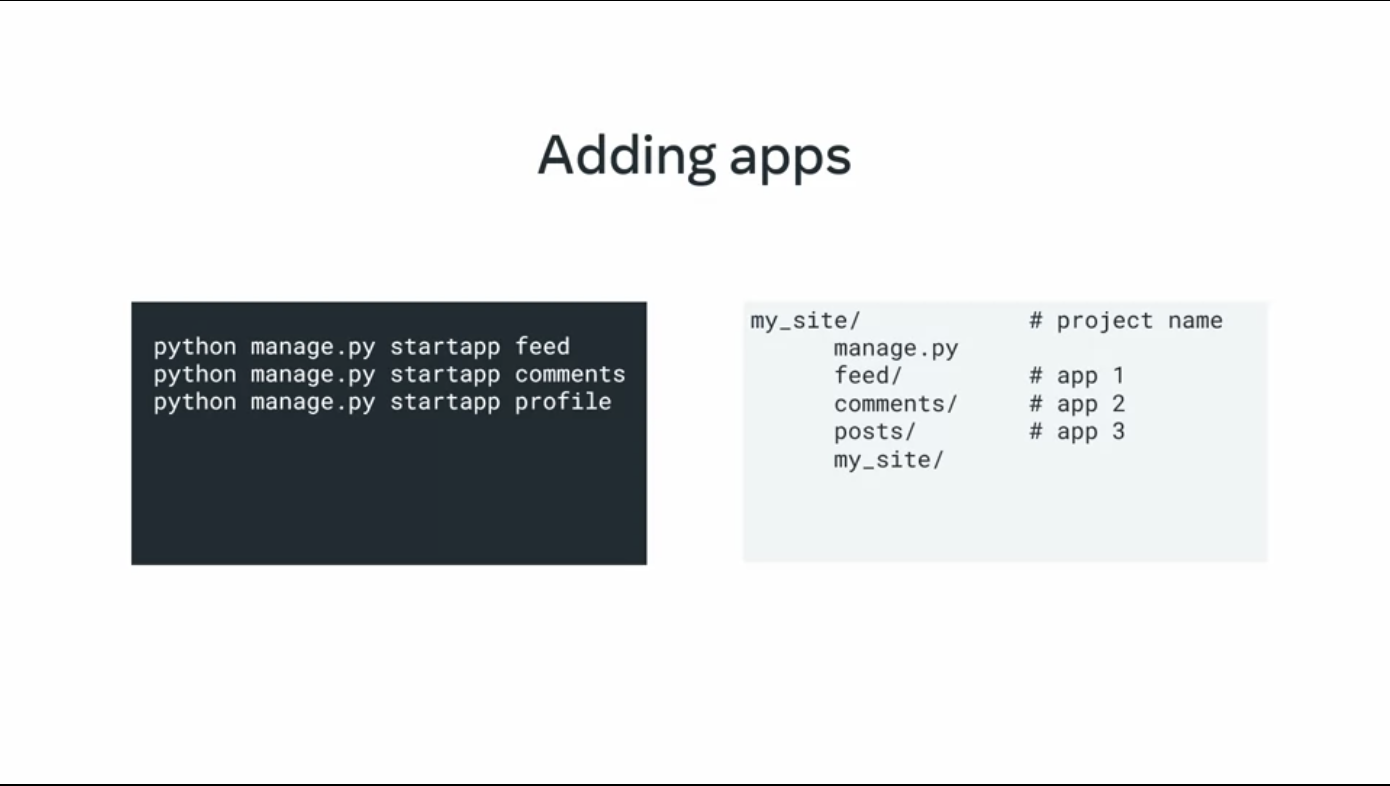 Adding apps
python manage.py startapp feed
python manage.py startapp comments
python manage.py startapp profile
my_site/ # project name
manage.py
feed/ # app 1
comments/ # app 2
posts/ # app 3
my_site/